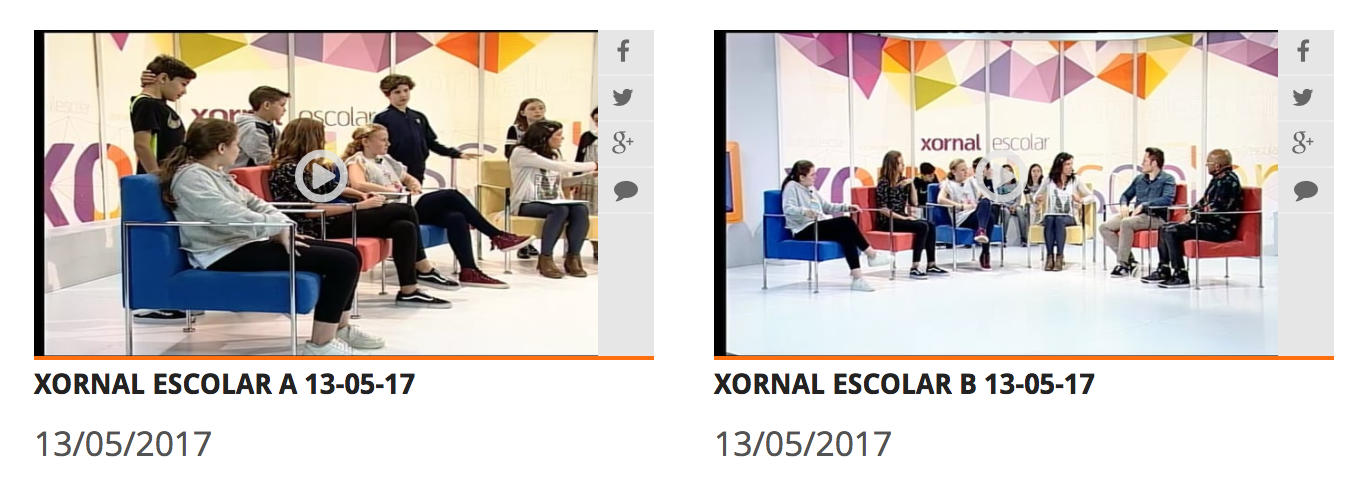 xornal escolar
xornal escolar
XORNAL ESCOLAR A 13-05-17
XORNAL ESCOLAR B 13-05-17
13/05/2017
13/05/2017